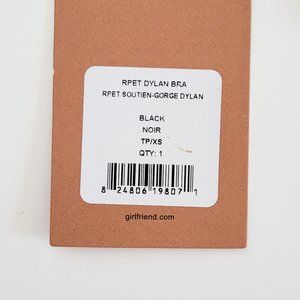 RPET DYLAN BRA
RPET SOUTIEN-GORGE DYLAN
BLACK
NOIR
TP/XS
QTY: 1
8 24806 19807 1
girlfriend.com